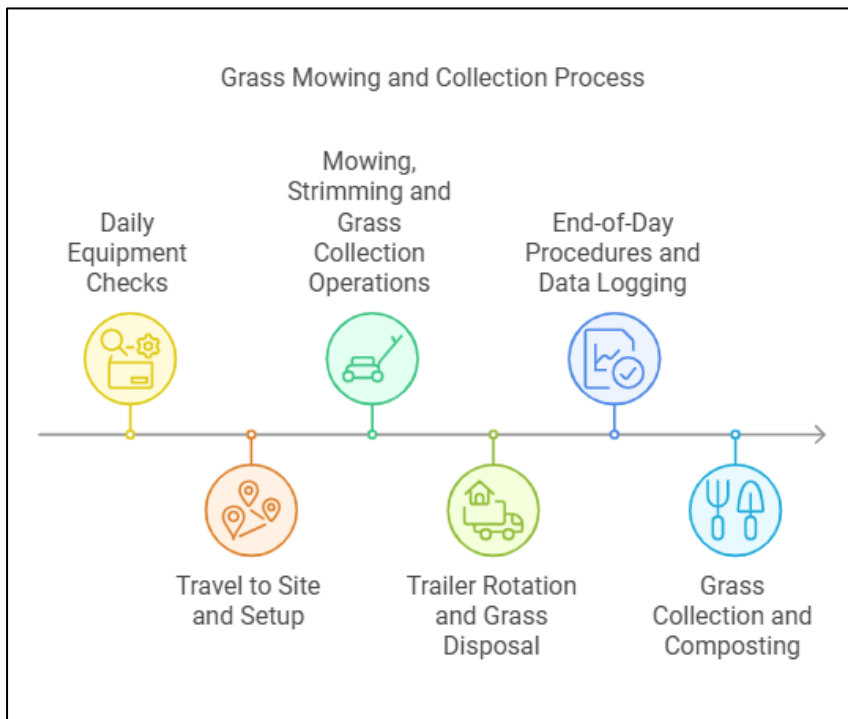 Grass Mowing and Collection Process
Daily
Equipment
Checks
Travel to Site
and Setup
Mowing,
Strimming and
Grass
Collection
Operations
Trailer Rotation
and Grass
Disposal
End-of-Day
Procedures and
Data Logging
Grass
Collection and
Composting